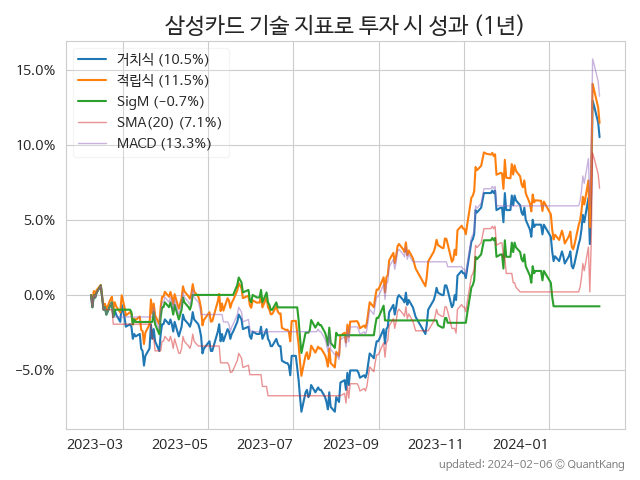 삼성카드 기술 지표로 투자 시 성과 (1년)
거치식 (10.5%)
적립식 (11.5%)
SigM (−0.7%)
SMA(20) (7.1%)
MACD (13.3%)
15.0%
10.0%
5.0%
0.0%
−5.0%
2023−03 2023−05 2023−07 2023−09 2023−11 2024−01
updated: 2024−02−06 © QuantKang